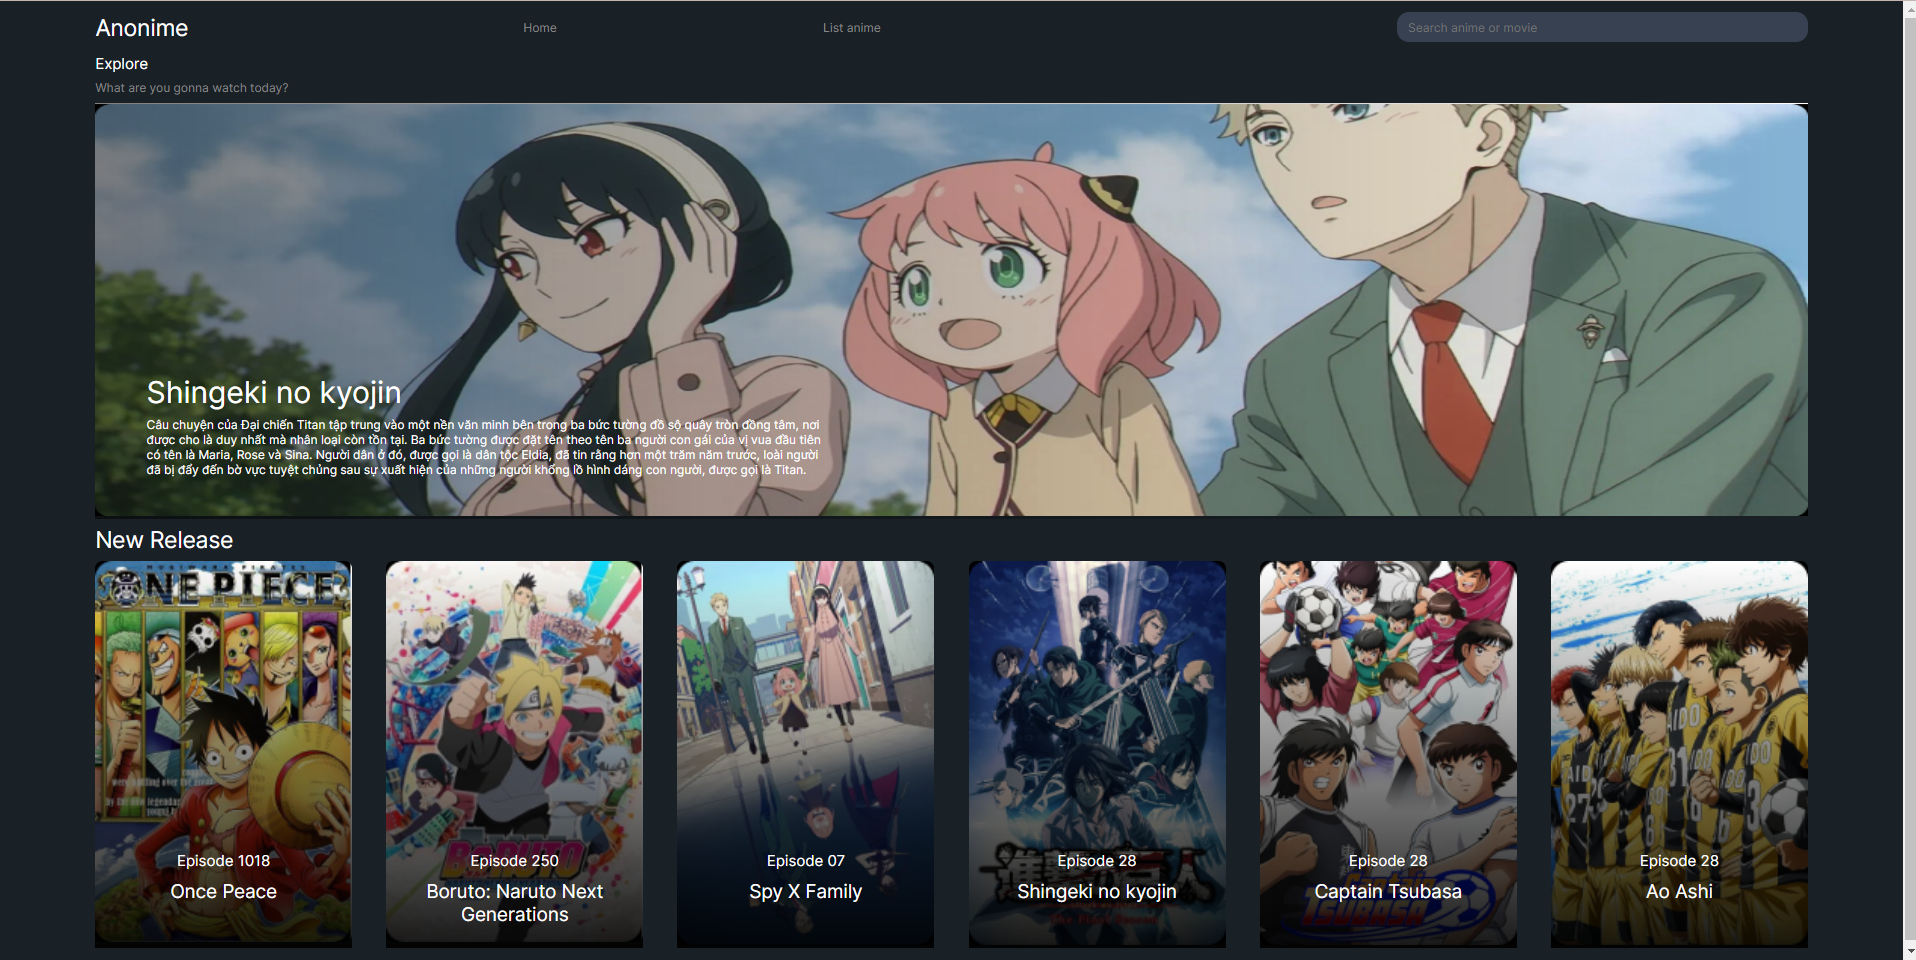 Anonime
Home
List anime
Search anime or movie
Explore
What are you gonna watch today?
Shingeki no kyojin
Câu chuyện của Đại chiến Titan tập trung vào một nền văn minh bên trong ba bức tường đồ sộ quây tròn đồng tâm, nơi
được cho là duy nhất mà nhân loại còn tồn tại. Ba bức tường được đặt tên theo tên ba người con gái của vị vua đầu tiên
có tên là Maria, Rose và Sina. Người dân ở đó, được gọi là dân tộc Eldia, đã tin rằng hơn một trăm năm trước, loài người
đã bị đẩy đến bờ vực tuyệt chủng sau sự xuất hiện của những người khổng lồ hình dáng con người, được gọi là Titan.
New Release
ONE PIECE
Episode 1018
Once Peace
BORUTO
Episode 250
Boruto: Naruto Next
Generations
Episode 07
Spy X Family
進撃の巨人
Episode 28
Shingeki no kyojin
Captain
Tsubasa
Episode 28
Captain Tsubasa
Episode 28
Ao Ashi